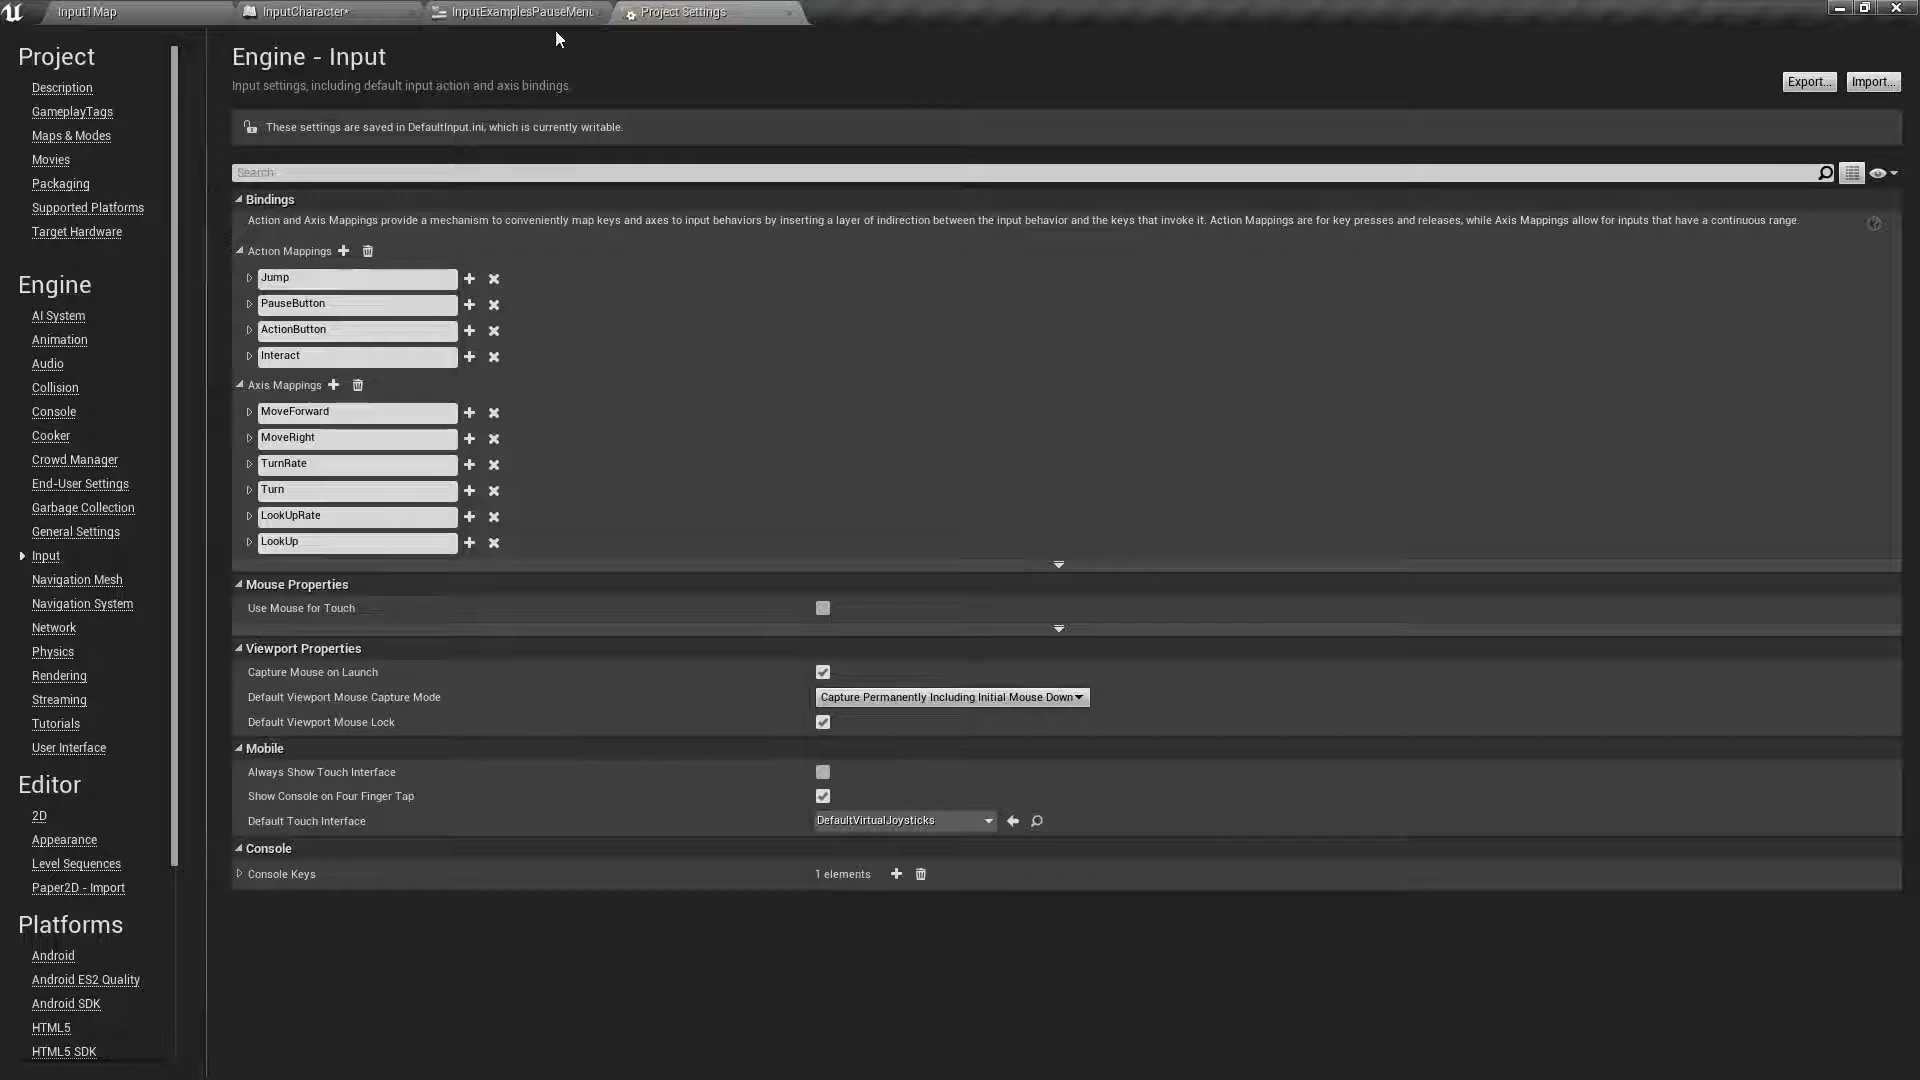 Input1Map
InputCharacter*
InputExamplesPauseMenu
Project Settings
Project
Description
GameplayTags
Maps & Modes
Movies
Packaging
Supported Platforms
Target Hardware
Engine
AI System
Animation
Audio
Collision
Console
Cooker
Crowd Manager
End-User Settings
Garbage Collection
General Settings
Input
Navigation Mesh
Navigation System
Network
Physics
Rendering
Streaming
Tutorials
User Interface
Editor
2D
Appearance
Level Sequences
Paper2D - Import
Platforms
Android
Android ES2 Quality
Android SDK
HTML5
HTML5 SDK
Engine - Input
Input settings, including default input action and axis bindings.
Export...
Import...
These settings are saved in DefaultInput.ini, which is currently writable.
Search
Bindings
Action and Axis Mappings provide a mechanism to conveniently map keys and axes to input behaviors by inserting a layer of indirection between the input behavior and the keys that invoke it. Action Mappings are for key presses and releases, while Axis Mappings allow for inputs that have a continuous range.
Action Mappings
Jump
PauseButton
ActionButton
Interact
Axis Mappings
MoveForward
MoveRight
TurnRate
Turn
LookUpRate
LookUp
Mouse Properties
Use Mouse for Touch
Viewport Properties
Capture Mouse on Launch
Default Viewport Mouse Capture Mode
Capture Permanently Including Initial Mouse Down
Default Viewport Mouse Lock
Mobile
Always Show Touch Interface
Show Console on Four Finger Tap
Default Touch Interface
DefaultVirtualJoysticks
Console
Console Keys
1 elements